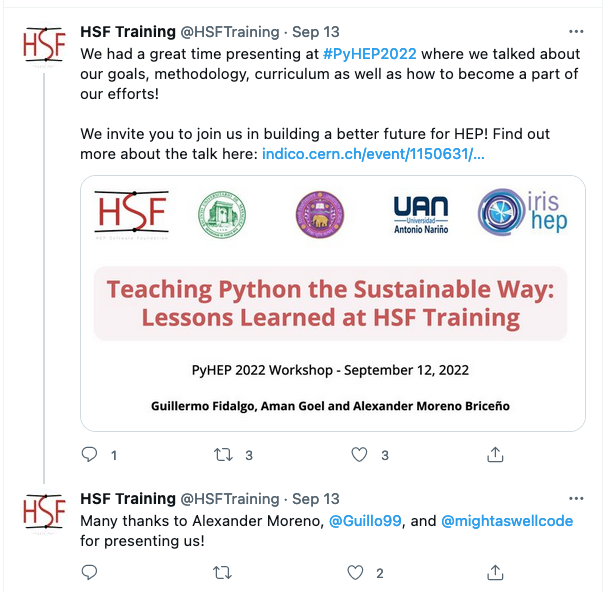 HSF Training @HSFTraining · Sep 13
We had a great time presenting at #PyHEP2022 where we talked about
our goals, methodology, curriculum as well as how to become a part of
our efforts!
We invite you to join us in building a better future for HEP! Find out
more about the talk here: indico.cern.ch/event/1150631/...
HSF
UAN
Universidad
Antonio Nariño
iris
hep
Teaching Python the Sustainable Way:
Lessons Learned at HSF Training
PyHEP 2022 Workshop - September 12, 2022
Guillermo Fidalgo, Aman Goel and Alexander Moreno Briceño
1 3 3
HSF
HSF Training @HSFTraining · Sep 13
Many thanks to Alexander Moreno, @Guillo99, and @mightaswellcode
for presenting us!
2